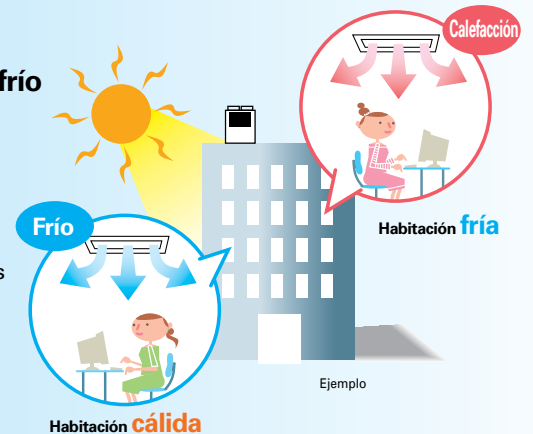 frío
Calefacción
Habitación fría
Frío
s
Ejemplo
Habitación cálida